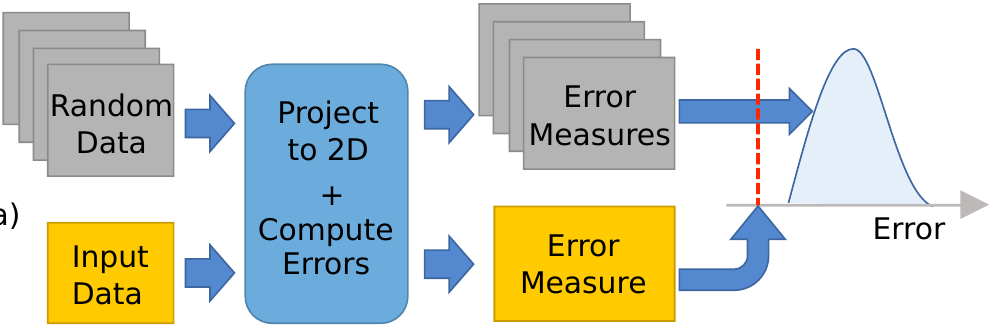 Random
Data
Project
to 2D
+
Compute
Errors
Error
Measures
a)
Input
Data
Error
Measure
Error